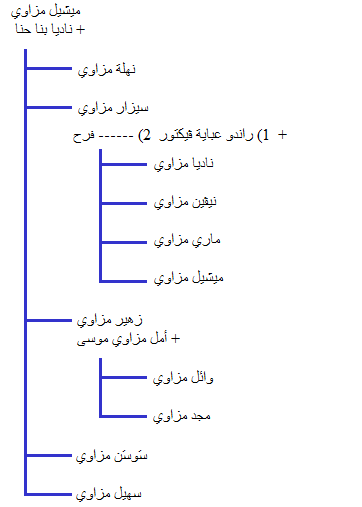 ميشيل مزاوي
+ ناديا بنا حنا
نهلة مزاوي
سيزار مزاوي
+ 1) راندو عباية فيكتور 2) ------ فرح
ناديا مزاوي
نيڤين مزاوي
ماري مزاوي
ميشيل مزاوي
زهير مزاوي
+ أمل مزاوي موسى
وائل مزاوي
مجد مزاوي
سَوسَن مزاوي
سهيل مزاوي